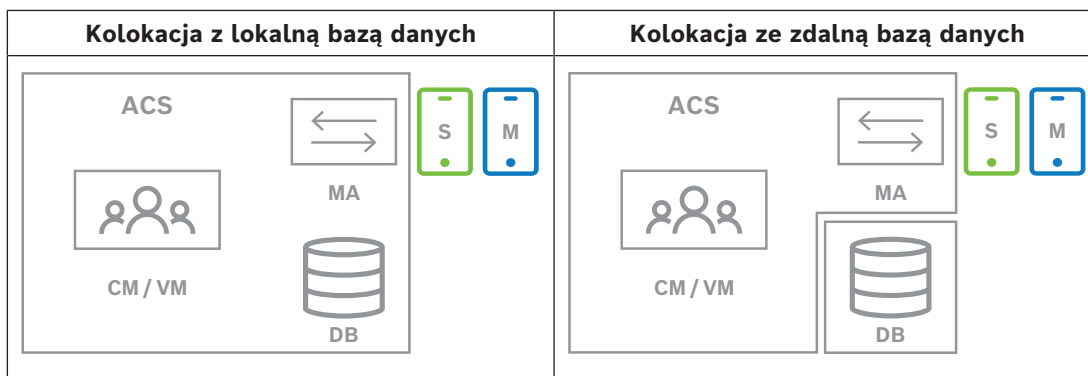 Kolokacja z lokalną bazą danych
Kolokacja ze zdalną bazą danych
ACS
S
M
MA
CM / VM
DB
ACS
S
M
MA
CM / VM
DB